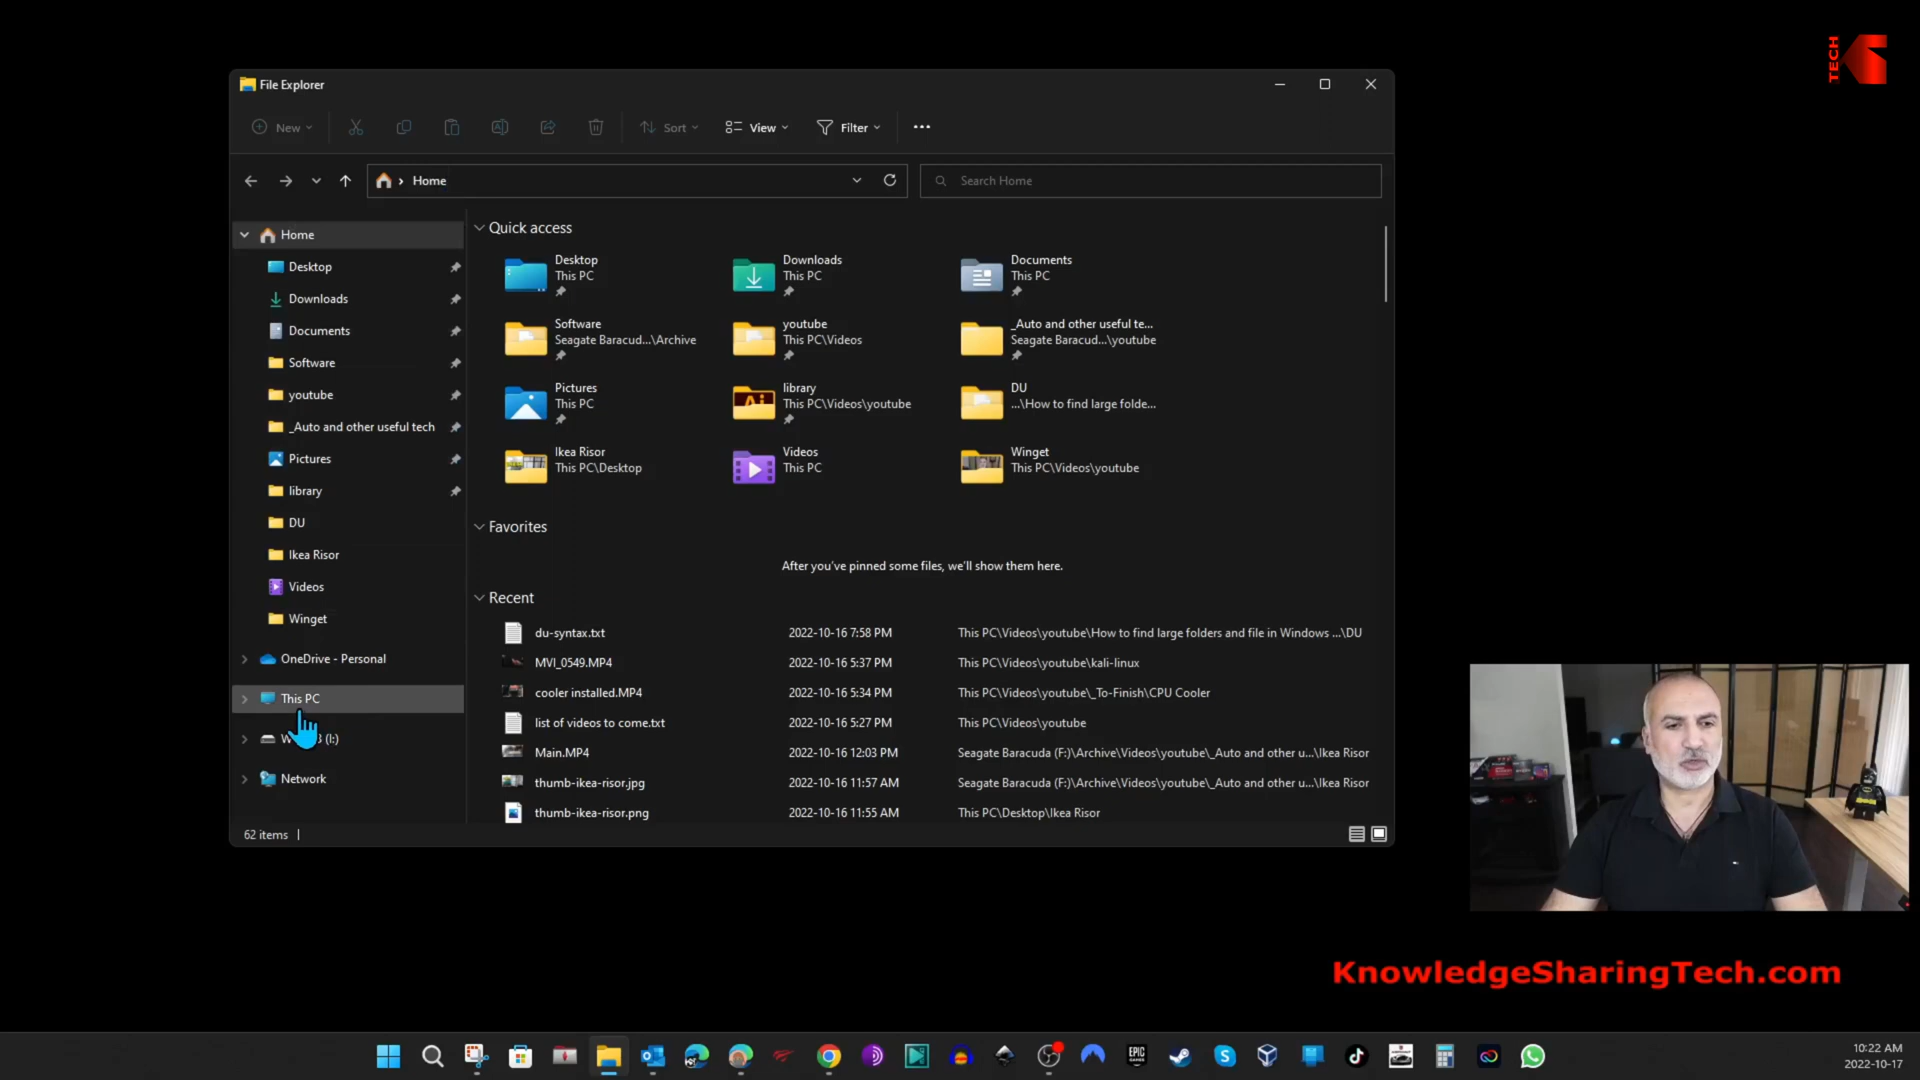 TECH
File Explorer
New
Sort
View
Filter
Home
Search Home
Home
Desktop
Downloads
Documents
Software
youtube
_Auto and other useful tech
Pictures
library
DU
Ikea Risor
Videos
Winget
OneDrive - Personal
This PC
(I:)
Network
Quick access
Desktop
This PC
Downloads
This PC
Documents
This PC
Software
Seagate Baracud...\Archive
youtube
This PC\Videos
_Auto and other useful te...
Seagate Baracud...\youtube
Pictures
This PC
library
This PC\Videos\youtube
DU
...\How to find large folde...
Ikea Risor
This PC\Desktop
Videos
This PC
Winget
This PC\Videos\youtube
Favorites
After you've pinned some files, we'll show them here.
Recent
du-syntax.txt 2022-10-16 7:58 PM This PC\Videos\youtube\How to find large folders and file in Windows ...\DU
MVI_0549.MP4 2022-10-16 5:37 PM This PC\Videos\youtube\kali-linux
cooler installed.MP4 2022-10-16 5:34 PM This PC\Videos\youtube\_To-Finish\CPU Cooler
list of videos to come.txt 2022-10-16 5:27 PM This PC\Videos\youtube
Main.MP4 2022-10-16 12:03 PM Seagate Baracuda (F:)\Archive\Videos\youtube\_Auto and other u...\Ikea Risor
thumb-ikea-risor.jpg 2022-10-16 11:57 AM Seagate Baracuda (F:)\Archive\Videos\youtube\_Auto and other u...\Ikea Risor
thumb-ikea-risor.png 2022-10-16 11:55 AM This PC\Desktop\Ikea Risor
62 items
KnowledgeSharingTech.com
EPIC
10:22 AM
2022-10-17